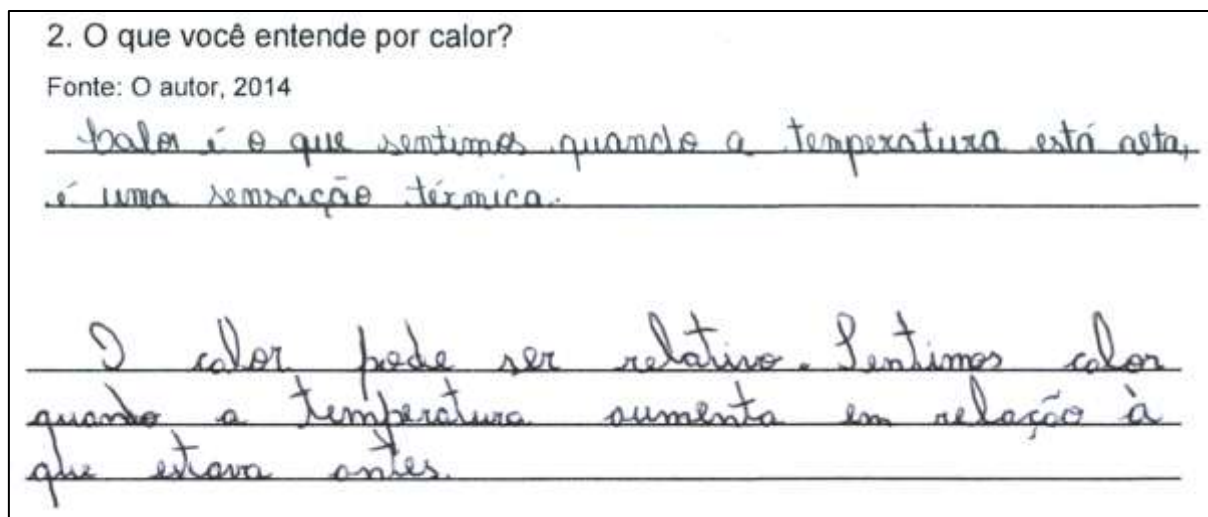 2. O que você entende por calor?
Fonte: O autor, 2014
Calor é o que sentimos quando a temperatura está alta,
é uma sensação térmica.
O calor pode ser relativo. Sentimos calor
quando a temperatura aumenta em relação à
que estava antes.